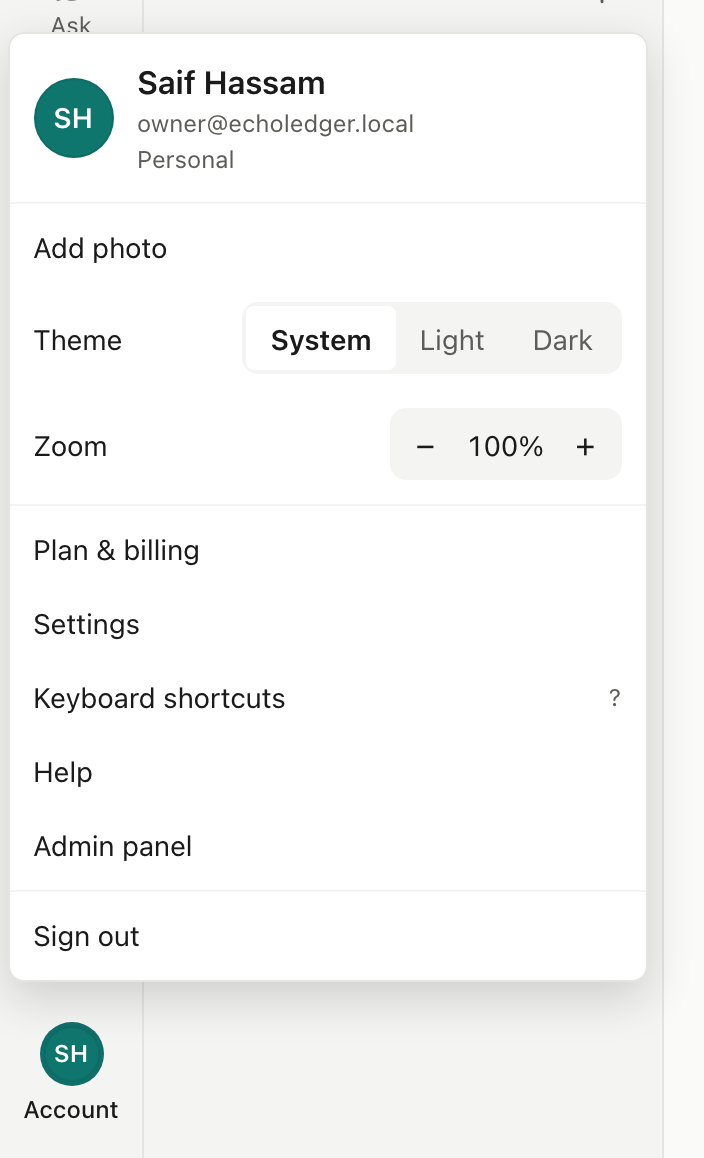 Ask
SH
Saif Hassam
owner@echoledger.local
Personal
Add photo
Theme
System
Light
Dark
Zoom
− 100% +
Plan & billing
Settings
Keyboard shortcuts ?
Help
Admin panel
Sign out
SH
Account